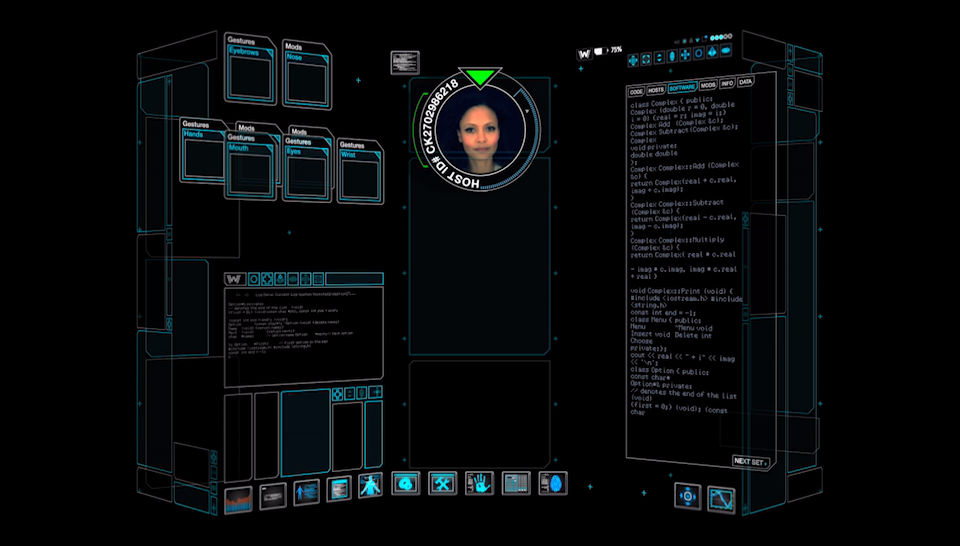 Gestures
Eyebrows
Mods
Nose
Gestures
Hands
Mods
Gestures
Mouth
Mods
Gestures
Eyes
Gestures
Wrist
HOST ID# CK2702986218
W
75%
CODE
HOSTS
SOFTWARE
MODS
INFO
DATA
class Complex { public:
Complex (double r = 0, double
i = 0) {real = r; imag = i;}
Complex Add (Complex &c);
Complex Subtract(Complex &c);
Complex
void private:
double double
};
Complex Complex::Add (Complex
&c) {
return Complex(real + c.real,
imag + c.imag);
}
Complex Complex::Subtract
(Complex &c) {
return Complex(real - c.real,
imag - c.imag);
}
Complex Complex::Multiply
(Complex &c) {
return Complex( real * c.real
- imag * c.imag, imag * c.real
+ real )
void Complex::Print (void) {
#include <iostream.h> #include
<string.h>
const int end = -1;
class Menu { public:
Menu ~Menu void
Insert void Delete int
Choose
private:};
cout << real << " + i" << imag
<< '\n';
class Option { public:
const char*
Option*& private:
// denotes the end of the list
(void)
{first = 0;} (void); (const
char
NEXT SET
W